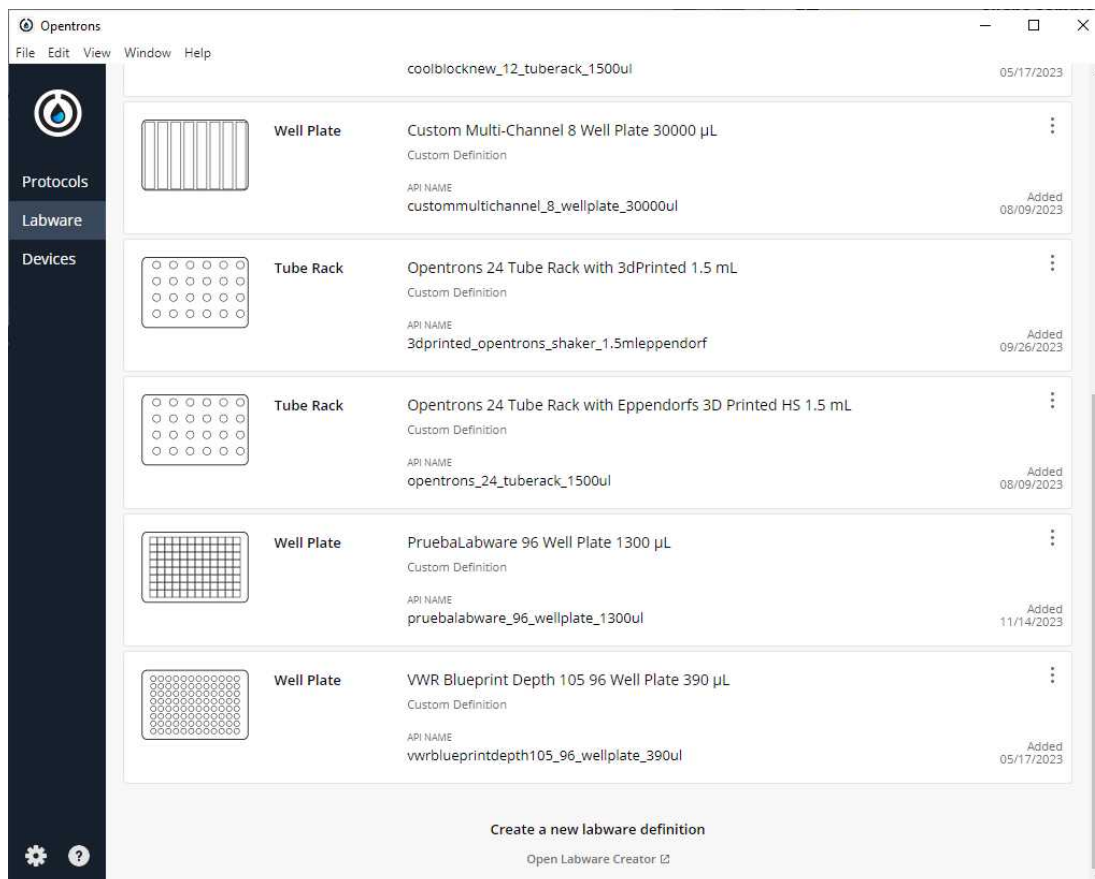 Opentrons
File Edit View Window Help
coolblocknew_12_tuberack_1500ul
05/17/2023
Protocols
Labware
Devices
Well Plate
Custom Multi-Channel 8 Well Plate 30000 µL
Custom Definition
API NAME
custommultichannel_8_wellplate_30000ul
Added
08/09/2023
Tube Rack
Opentrons 24 Tube Rack with 3dPrinted 1.5 mL
Custom Definition
API NAME
3dprinted_opentrons_shaker_1.5mleppendorf
Added
09/26/2023
Tube Rack
Opentrons 24 Tube Rack with Eppendorfs 3D Printed HS 1.5 mL
Custom Definition
API NAME
opentrons_24_tuberack_1500ul
Added
08/09/2023
Well Plate
PruebaLabware 96 Well Plate 1300 µL
Custom Definition
API NAME
pruebalabware_96_wellplate_1300ul
Added
11/14/2023
Well Plate
VWR Blueprint Depth 105 96 Well Plate 390 µL
Custom Definition
API NAME
vwrblueprintdepth105_96_wellplate_390ul
Added
05/17/2023
Create a new labware definition
Open Labware Creator